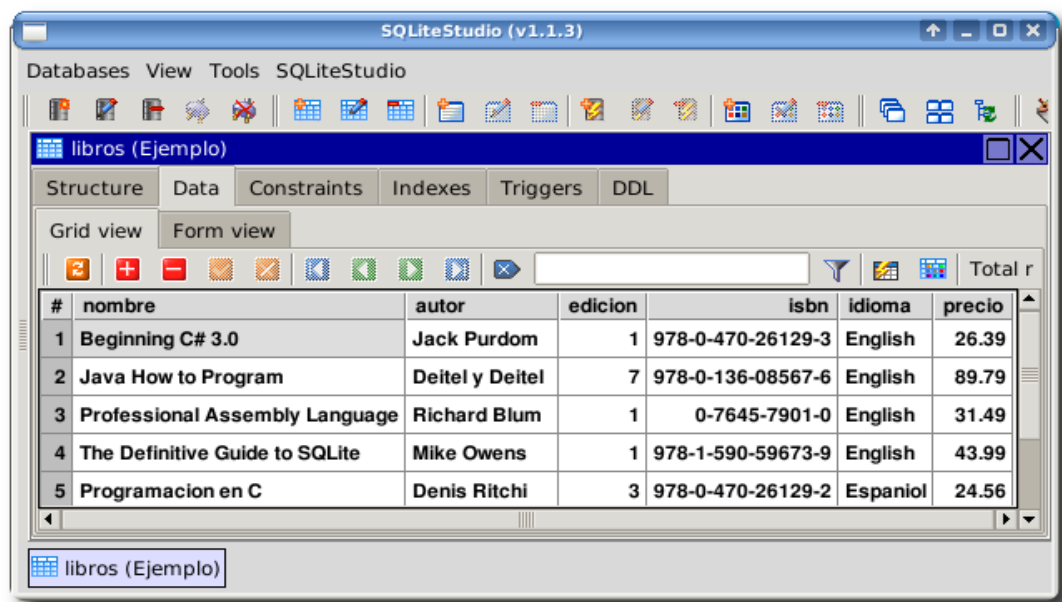 SQLiteStudio (v1.1.3)
Databases View Tools SQLiteStudio
libros (Ejemplo)
Structure Data Constraints Indexes Triggers DDL
Grid view Form view
Total r
# nombre autor edicion isbn idioma precio
1 Beginning C# 3.0 Jack Purdom 1 978-0-470-26129-3 English 26.39
2 Java How to Program Deitel y Deitel 7 978-0-136-08567-6 English 89.79
3 Professional Assembly Language Richard Blum 1 0-7645-7901-0 English 31.49
4 The Definitive Guide to SQLite Mike Owens 1 978-1-590-59673-9 English 43.99
5 Programacion en C Denis Ritchi 3 978-0-470-26129-2 Espaniol 24.56
libros (Ejemplo)